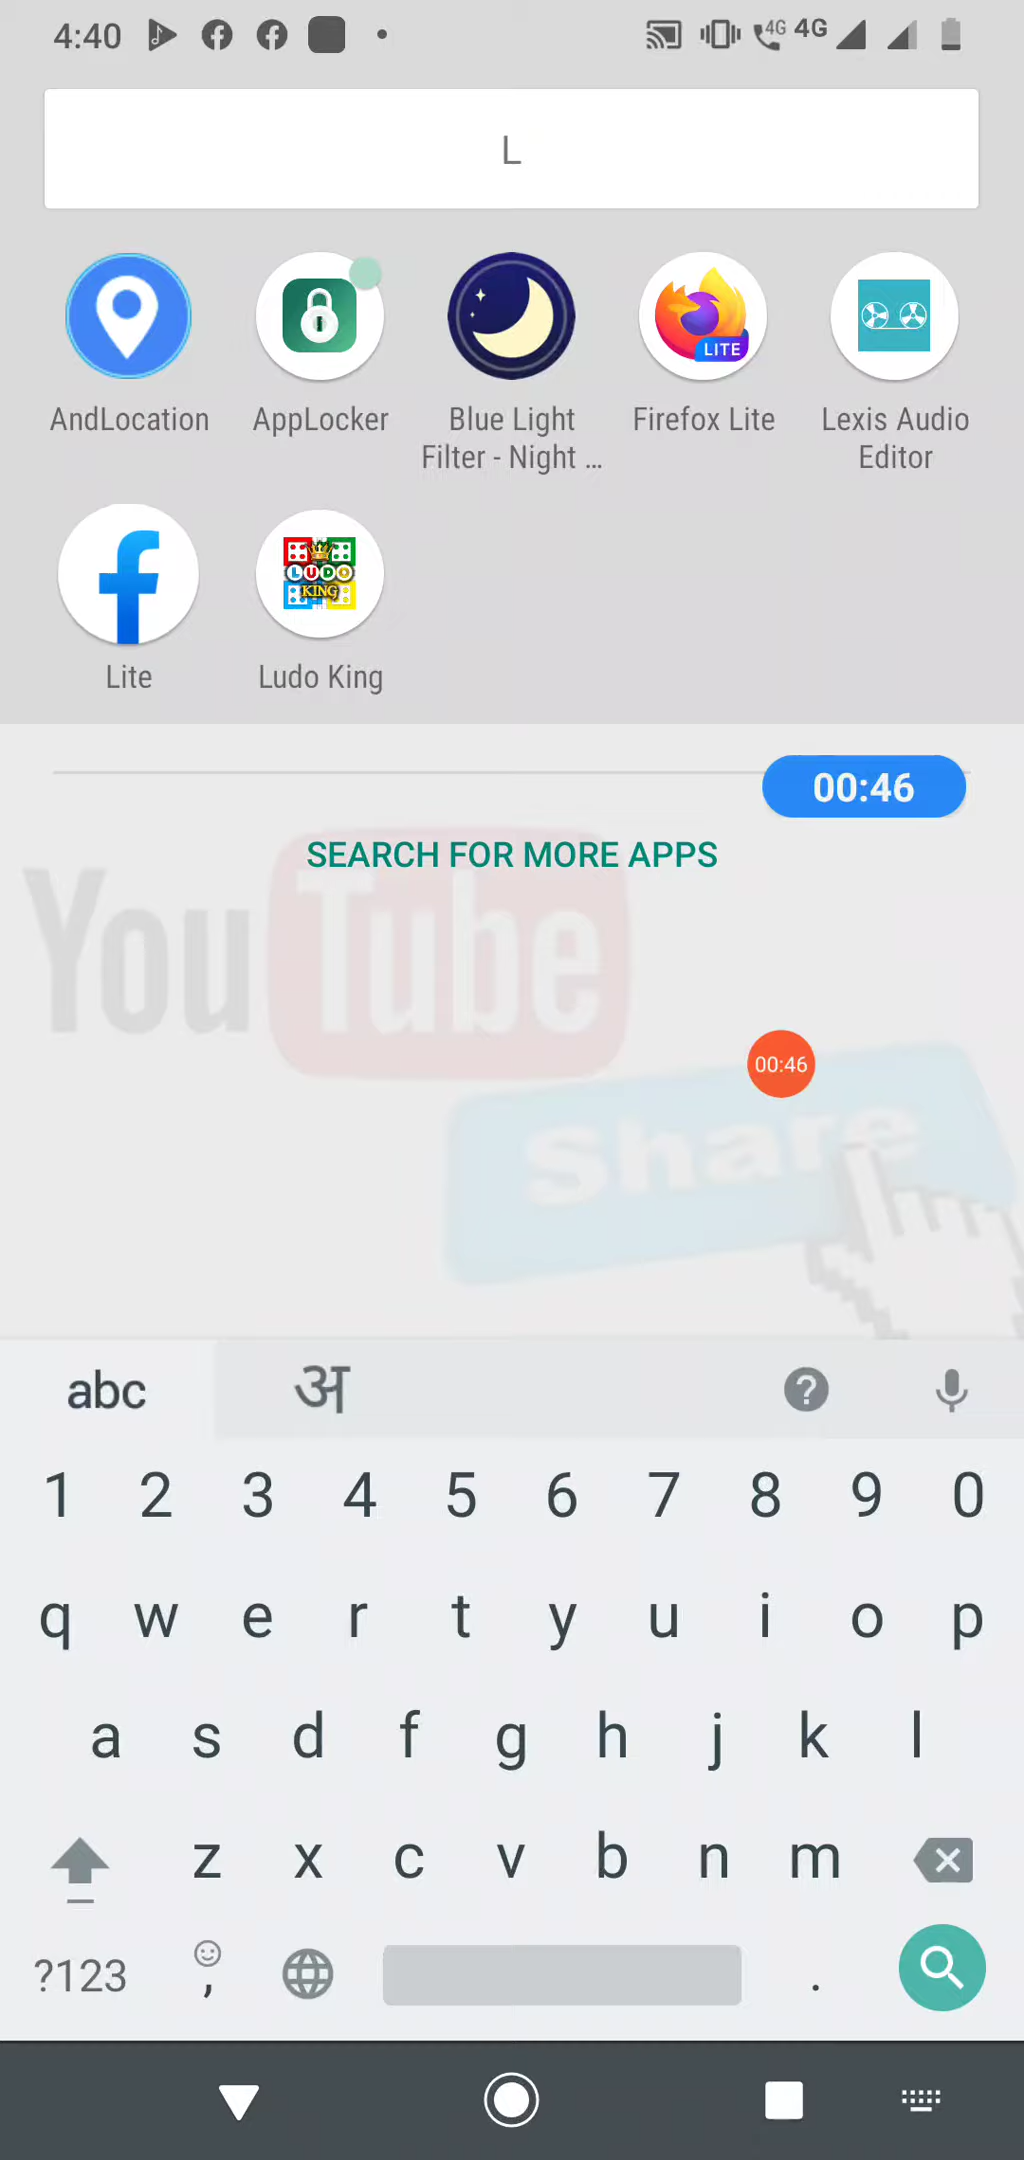 4:40 4G 4G
L
AndLocation AppLocker Blue Light Filter - Night ... Firefox Lite Lexis Audio Editor
LITE
LUDO
KING
Lite Ludo King
00:46
SEARCH FOR MORE APPS
YouTube
00:46
Share
abc अ
1 2 3 4 5 6 7 8 9 0
q w e r t y u i o p
a s d f g h j k l
z x c v b n m
?123 , .